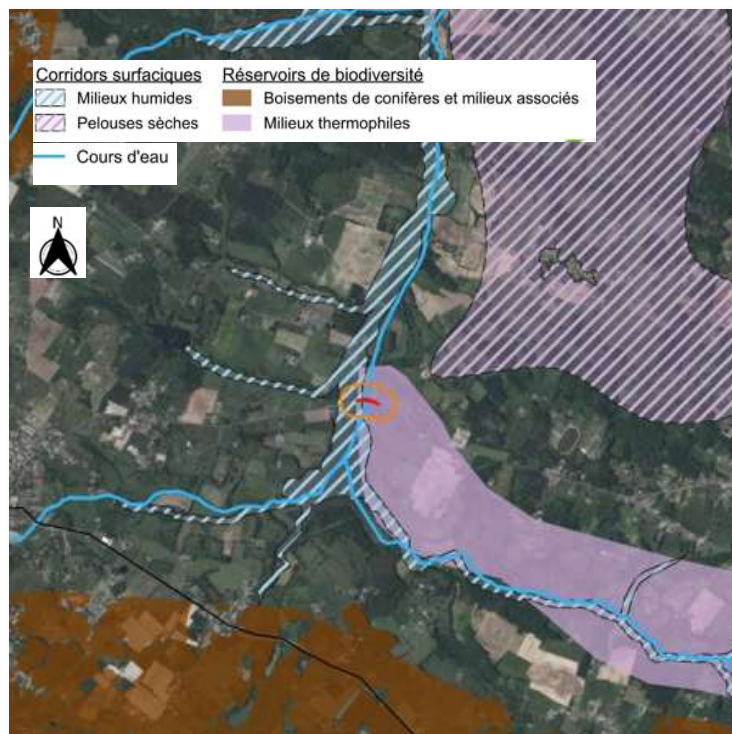 Corridors surfaciques Réservoirs de biodiversité
Milieux humides Boisements de conifères et milieux associés
Pelouses sèches Milieux thermophiles
Cours d'eau
N